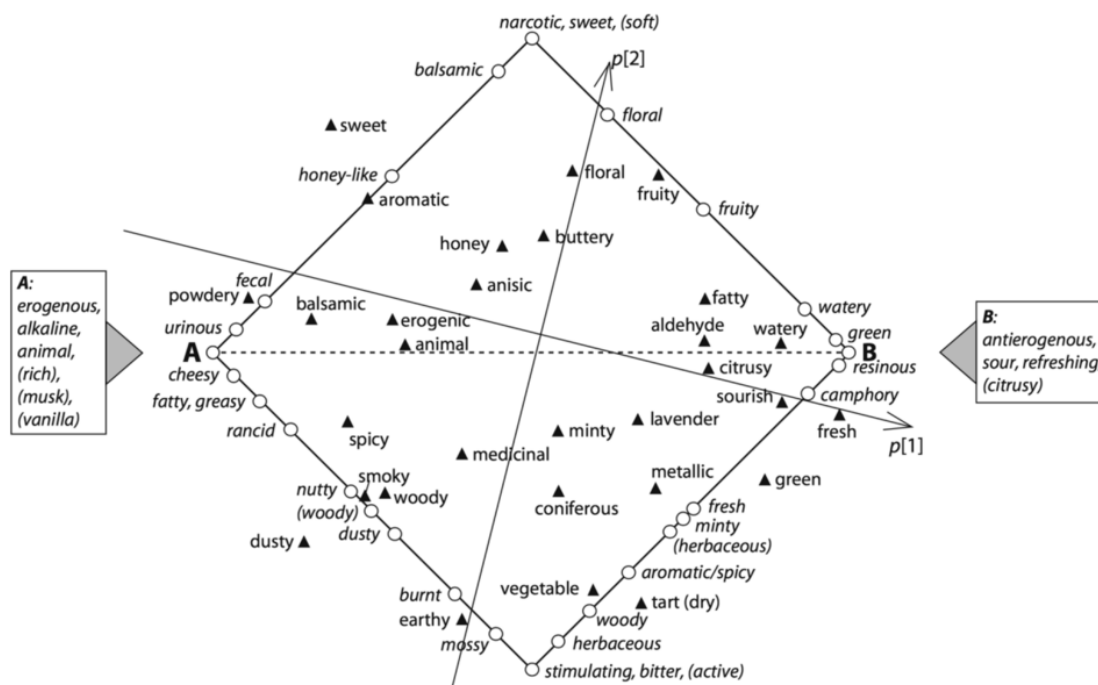 narcotic, sweet, (soft)
p[2]
balsamic
floral
sweet
honey-like
floral
fruity
aromatic
fruity
honey
buttery
anisic
fecal
powdery
balsamic
erogenic
fatty
watery
urinous
animal
aldehyde
watery
green
A
B
cheesy
citrusy
resinous
fatty, greasy
sourish
camphory
rancid
spicy
minty
lavender
fresh
p[1]
medicinal
smoky
metallic
green
nutty
woody
coniferous
fresh
(woody)
minty
dusty
dusty
(herbaceous)
aromatic/spicy
burnt
vegetable
tart (dry)
earthy
woody
mossy
herbaceous
stimulating, bitter, (active)
A:
erogenous,
alkaline,
animal,
(rich),
(musk),
(vanilla)
B:
antierogenous,
sour, refreshing
(citrusy)